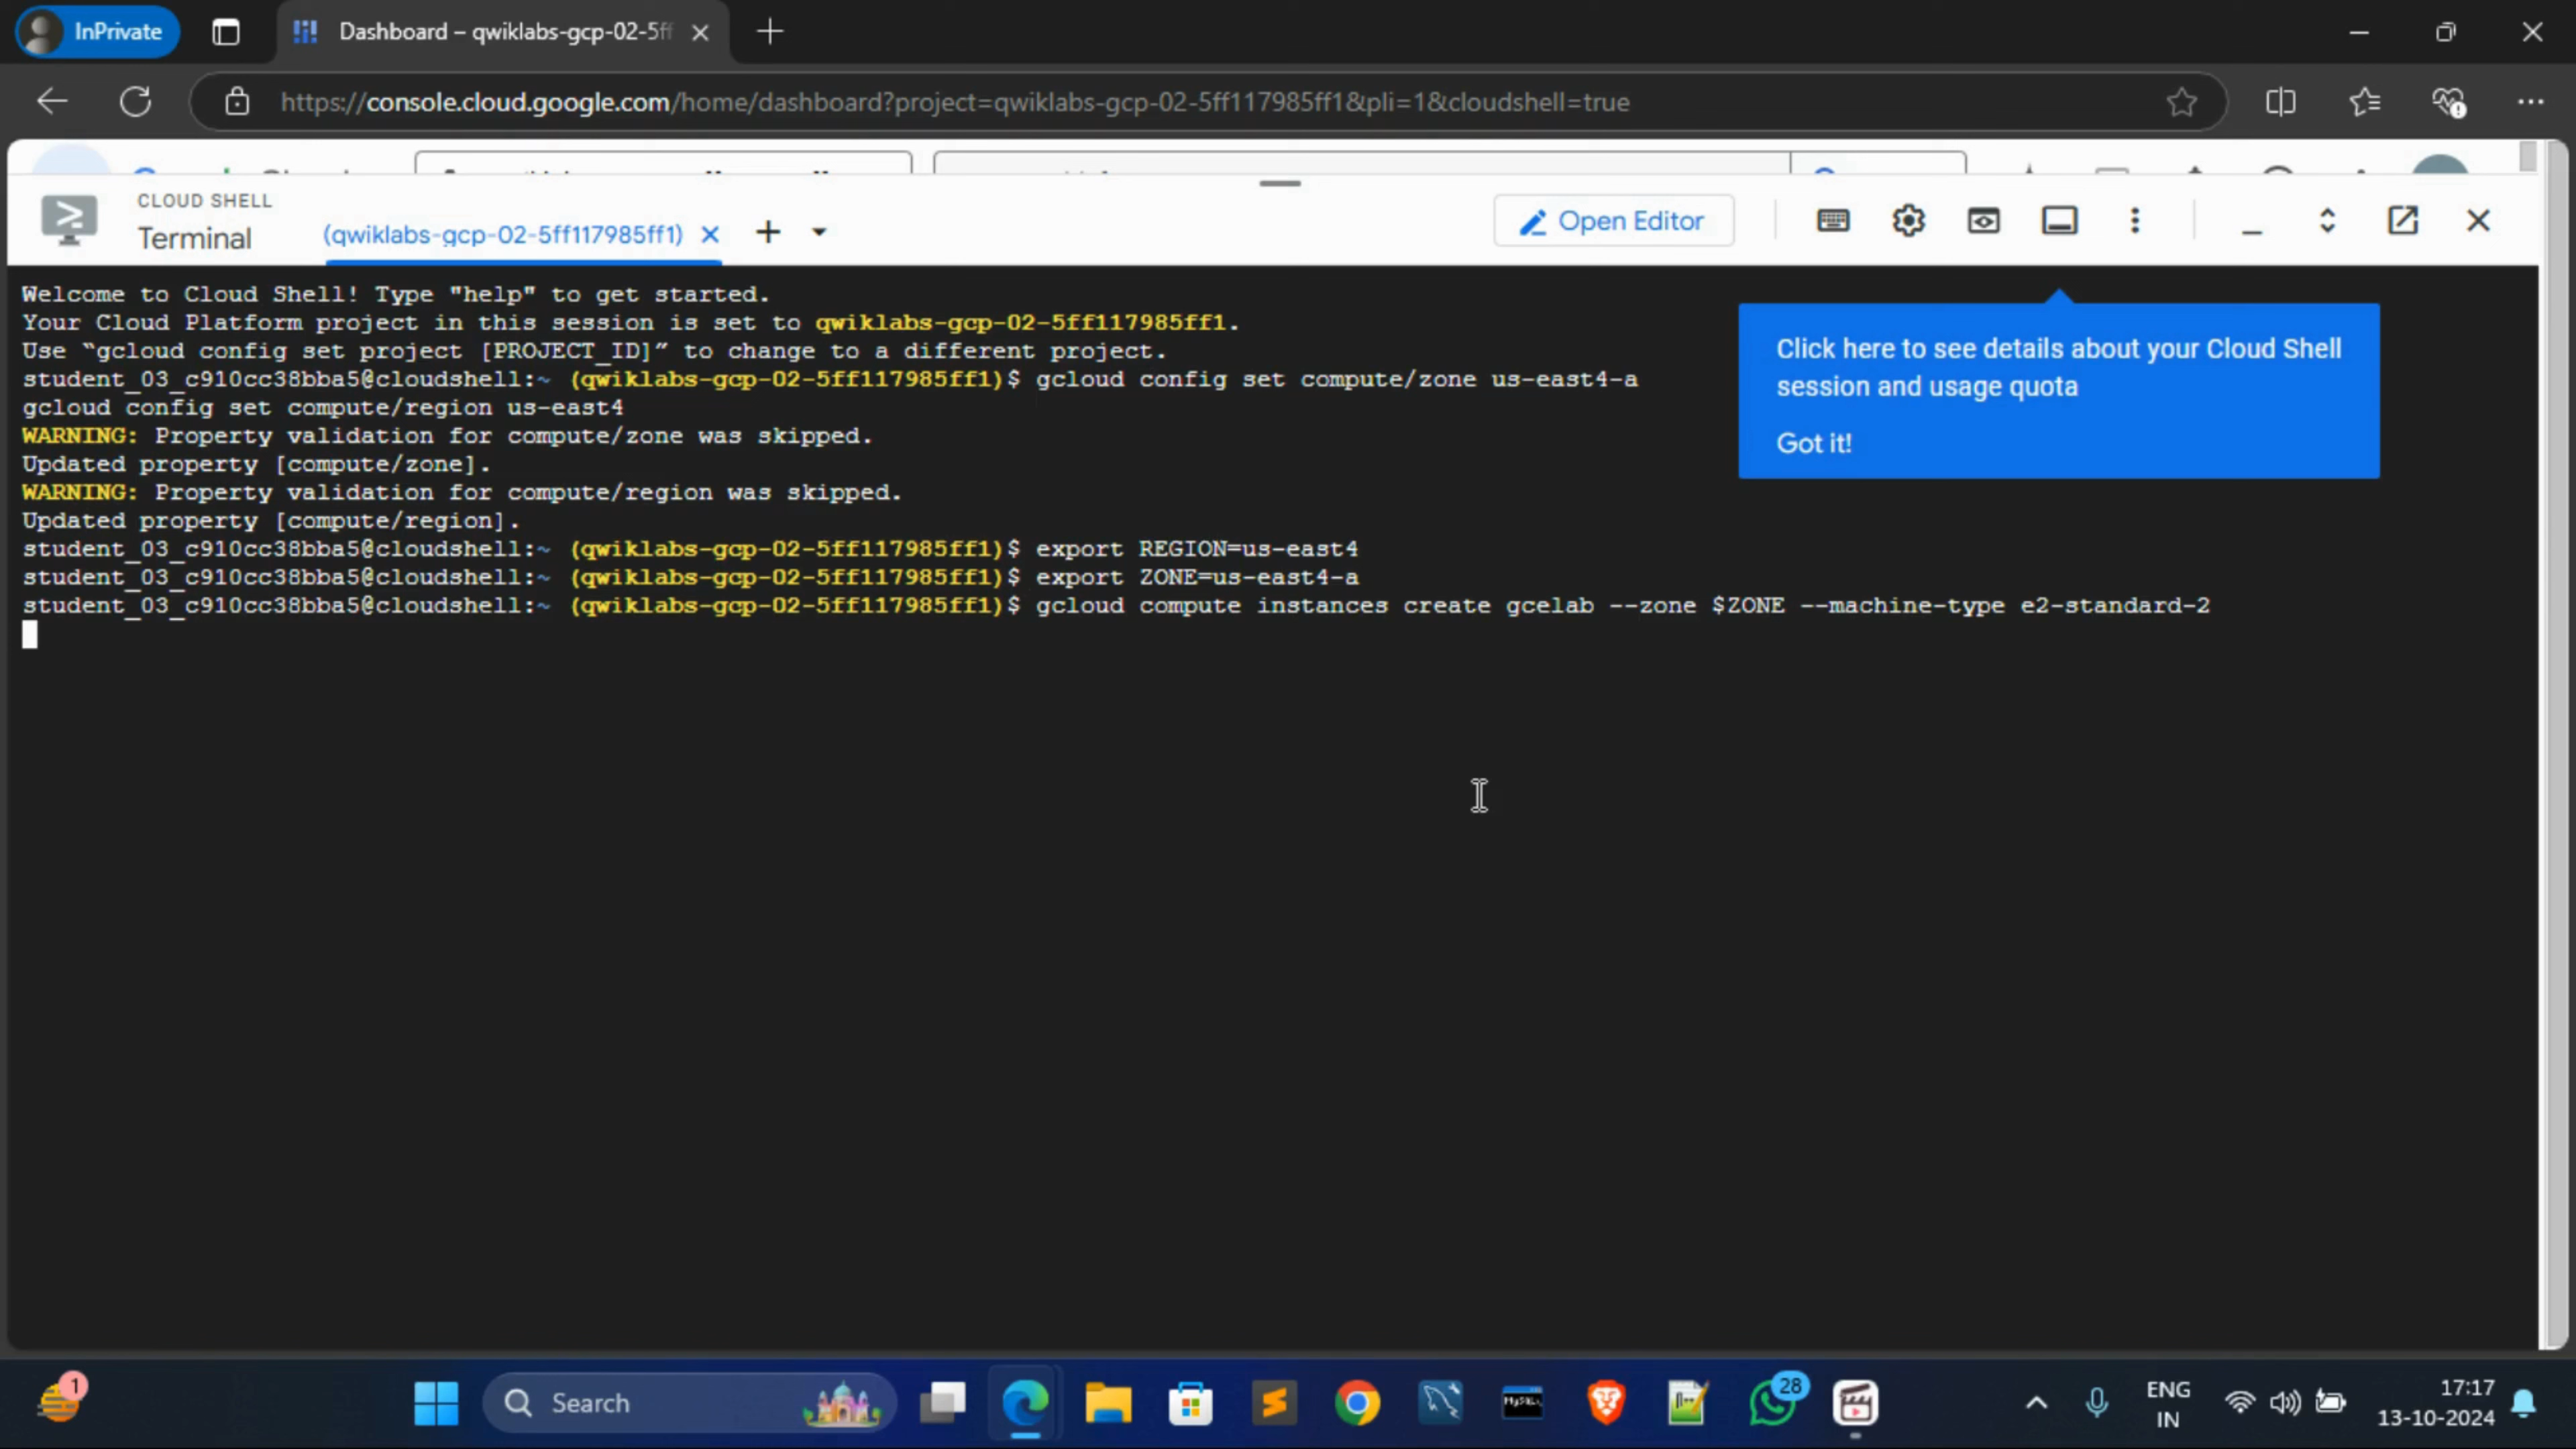 InPrivate
Dashboard – qwiklabs-gcp-02-5ff
https://console.cloud.google.com/home/dashboard?project=qwiklabs-gcp-02-5ff117985ff1&pli=1&cloudshell=true
CLOUD SHELL
Terminal
(qwiklabs-gcp-02-5ff117985ff1)
Open Editor
Welcome to Cloud Shell! Type "help" to get started.
Your Cloud Platform project in this session is set to qwiklabs-gcp-02-5ff117985ff1.
Use “gcloud config set project [PROJECT_ID]” to change to a different project.
student_03_c910cc38bba5@cloudshell:~ (qwiklabs-gcp-02-5ff117985ff1)$ gcloud config set compute/zone us-east4-a
gcloud config set compute/region us-east4
WARNING: Property validation for compute/zone was skipped.
Updated property [compute/zone].
WARNING: Property validation for compute/region was skipped.
Updated property [compute/region].
student_03_c910cc38bba5@cloudshell:~ (qwiklabs-gcp-02-5ff117985ff1)$ export REGION=us-east4
student_03_c910cc38bba5@cloudshell:~ (qwiklabs-gcp-02-5ff117985ff1)$ export ZONE=us-east4-a
student_03_c910cc38bba5@cloudshell:~ (qwiklabs-gcp-02-5ff117985ff1)$ gcloud compute instances create gcelab --zone $ZONE --machine-type e2-standard-2
Click here to see details about your Cloud Shell
session and usage quota
Got it!
1
Search
28
ENG
IN
17:17
13-10-2024